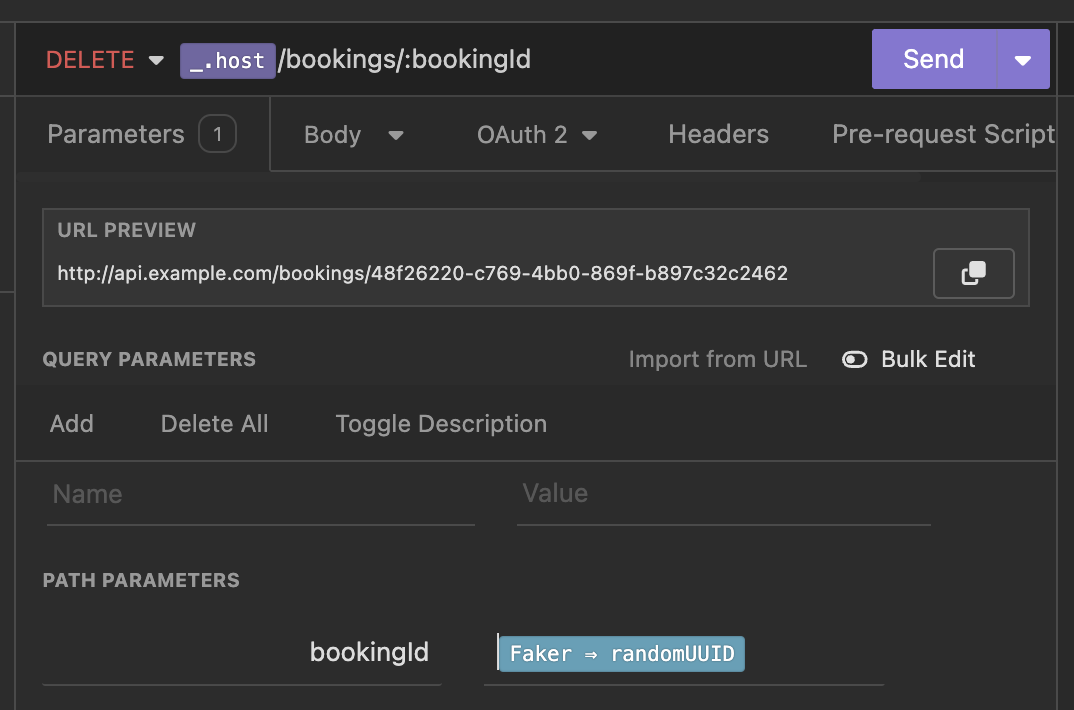 DELETE _.host/bookings/:bookingId Send
Parameters 1 Body OAuth 2 Headers Pre-request Script
URL PREVIEW
http://api.example.com/bookings/48f26220-c769-4bb0-869f-b897c32c2462
QUERY PARAMETERS Import from URL Bulk Edit
Add Delete All Toggle Description
Name Value
PATH PARAMETERS
bookingId Faker ⇒ randomUUID